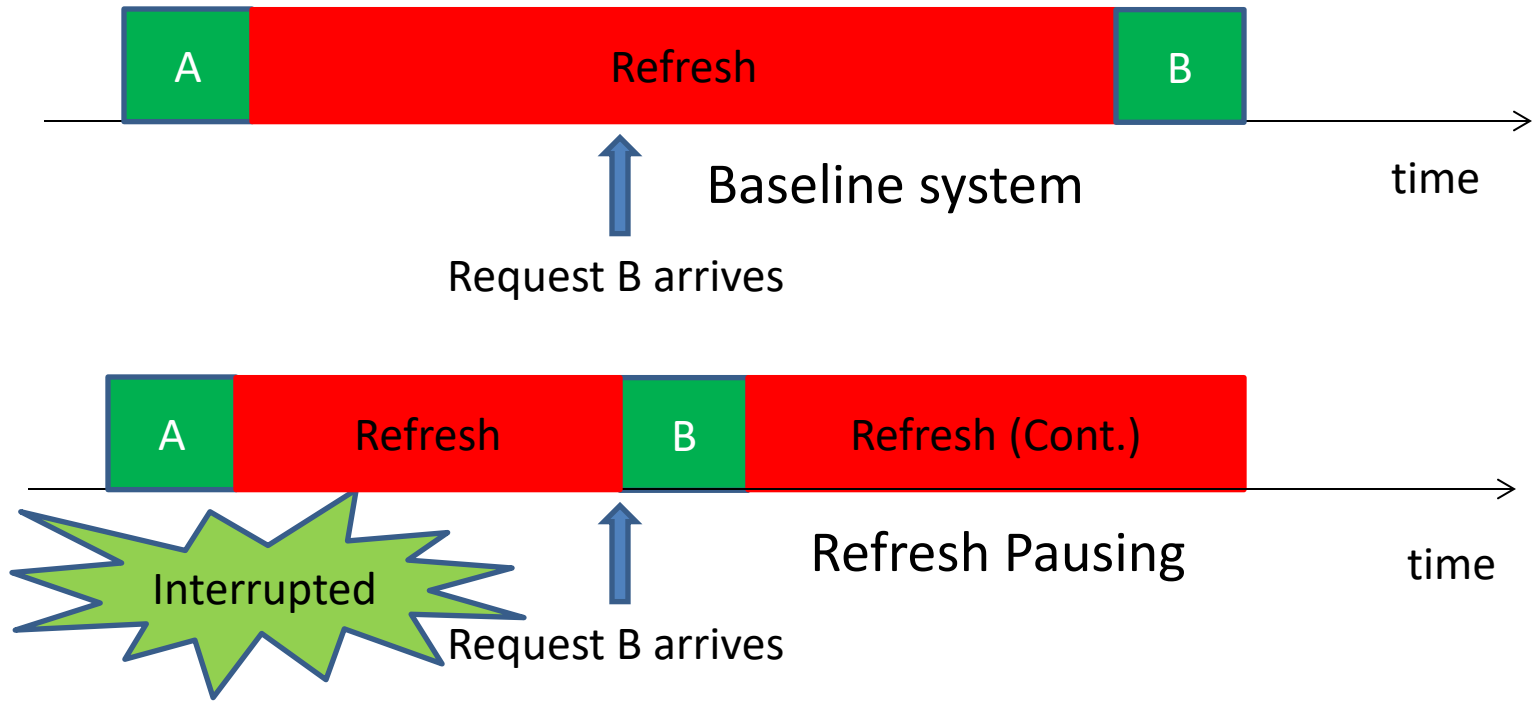 A Refresh B
Baseline system
time
Request B arrives
A Refresh B Refresh (Cont.)
Refresh Pausing
time
Interrupted
Request B arrives